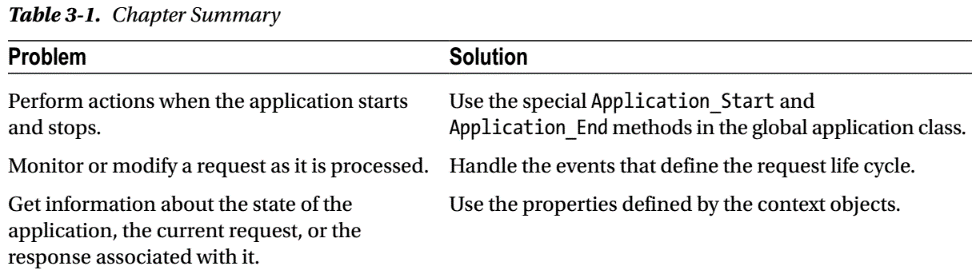 Table 3-1. Chapter Summary
Problem Solution
Perform actions when the application starts
and stops.
Use the special Application_Start and
Application_End methods in the global application class.
Monitor or modify a request as it is processed.
Handle the events that define the request life cycle.
Get information about the state of the
application, the current request, or the
response associated with it.
Use the properties defined by the context objects.